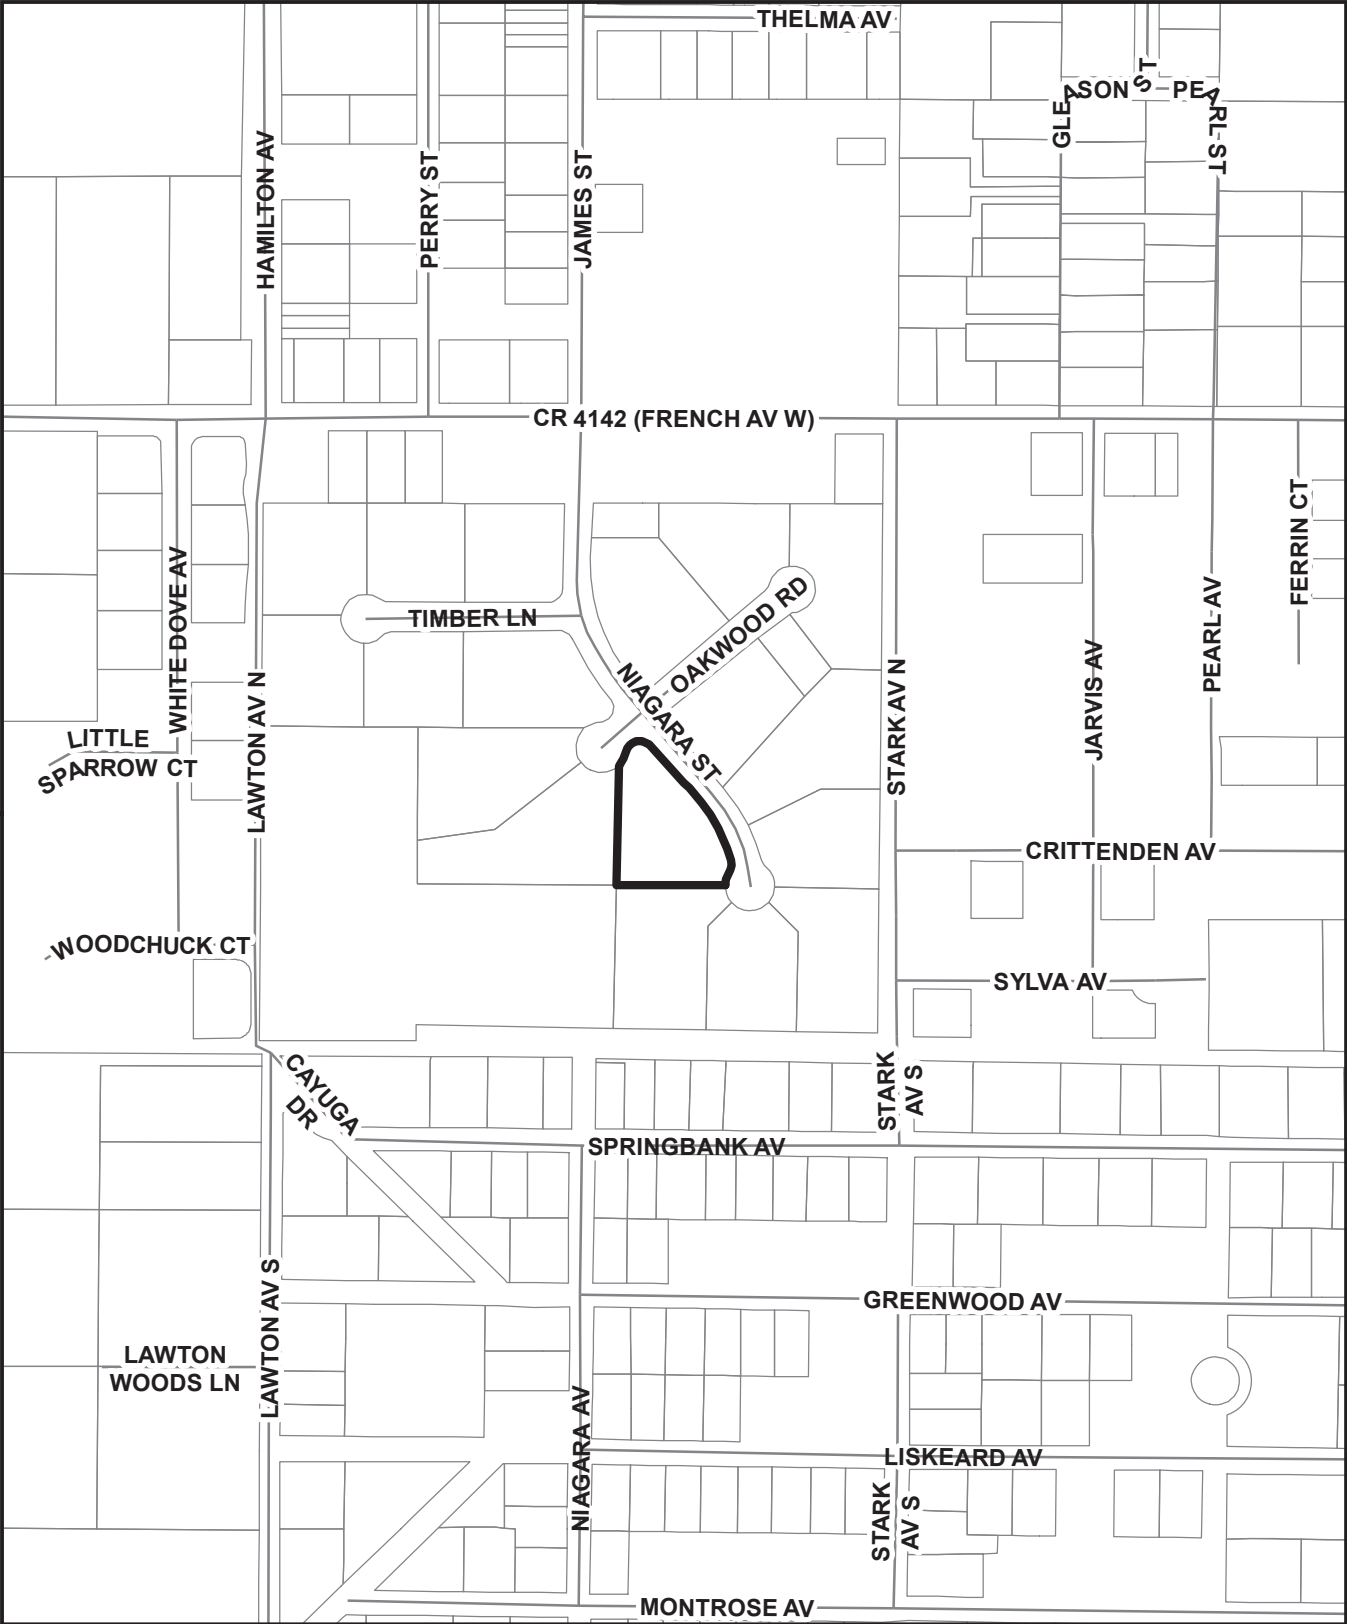 THELMA AV
GLEASON ST
PEARL ST
HAMILTON AV
PERRY ST
JAMES ST
CR 4142 (FRENCH AV W)
WHITE DOVE AV
LAWTON AV N
TIMBER LN
OAKWOOD RD
NIAGARA ST
STARK AV N
JARVIS AV
PEARL AV
FERRIN CT
LITTLE
SPARROW CT
CRITTENDEN AV
WOODCHUCK CT
SYLVA AV
CAYUGA
DR
STARK
AV S
SPRINGBANK AV
LAWTON AV S
GREENWOOD AV
LAWTON
WOODS LN
NIAGARA AV
LISKEARD AV
STARK
AV S
MONTROSE AV